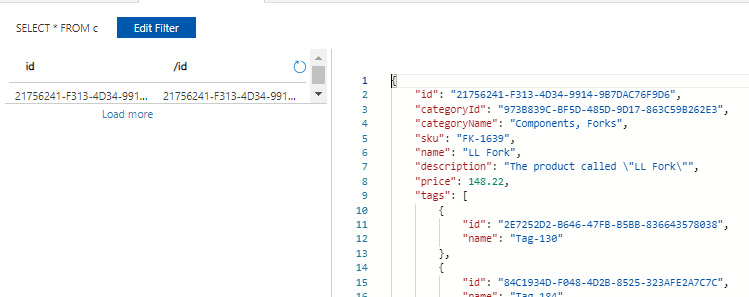 SELECT * FROM c Edit Filter
id /id
21756241-F313-4D34-991... 21756241-F313-4D34-991...
Load more
1 {
2 "id": "21756241-F313-4D34-9914-9B7DAC76F9D6",
3 "categoryId": "973B839C-BF5D-485D-9D17-863C59B262E3",
4 "categoryName": "Components, Forks",
5 "sku": "FK-1639",
6 "name": "LL Fork",
7 "description": "The product called \"LL Fork\"",
8 "price": 148.22,
9 "tags": [
10 {
11 "id": "2E7252D2-B646-47FB-B5BB-836643578038",
12 "name": "Tag-130"
13 },
14 {
15 "id": "84C1934D-F048-4D2B-8525-323AFE2A7C7C",
16 "name": "Tag-184"